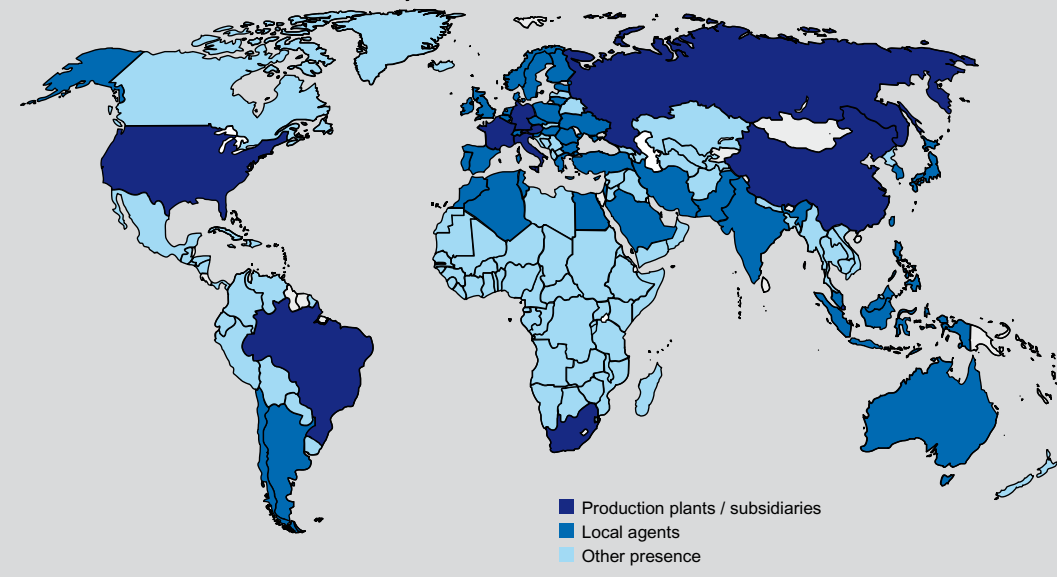 Production plants / subsidiaries
Local agents
Other presence